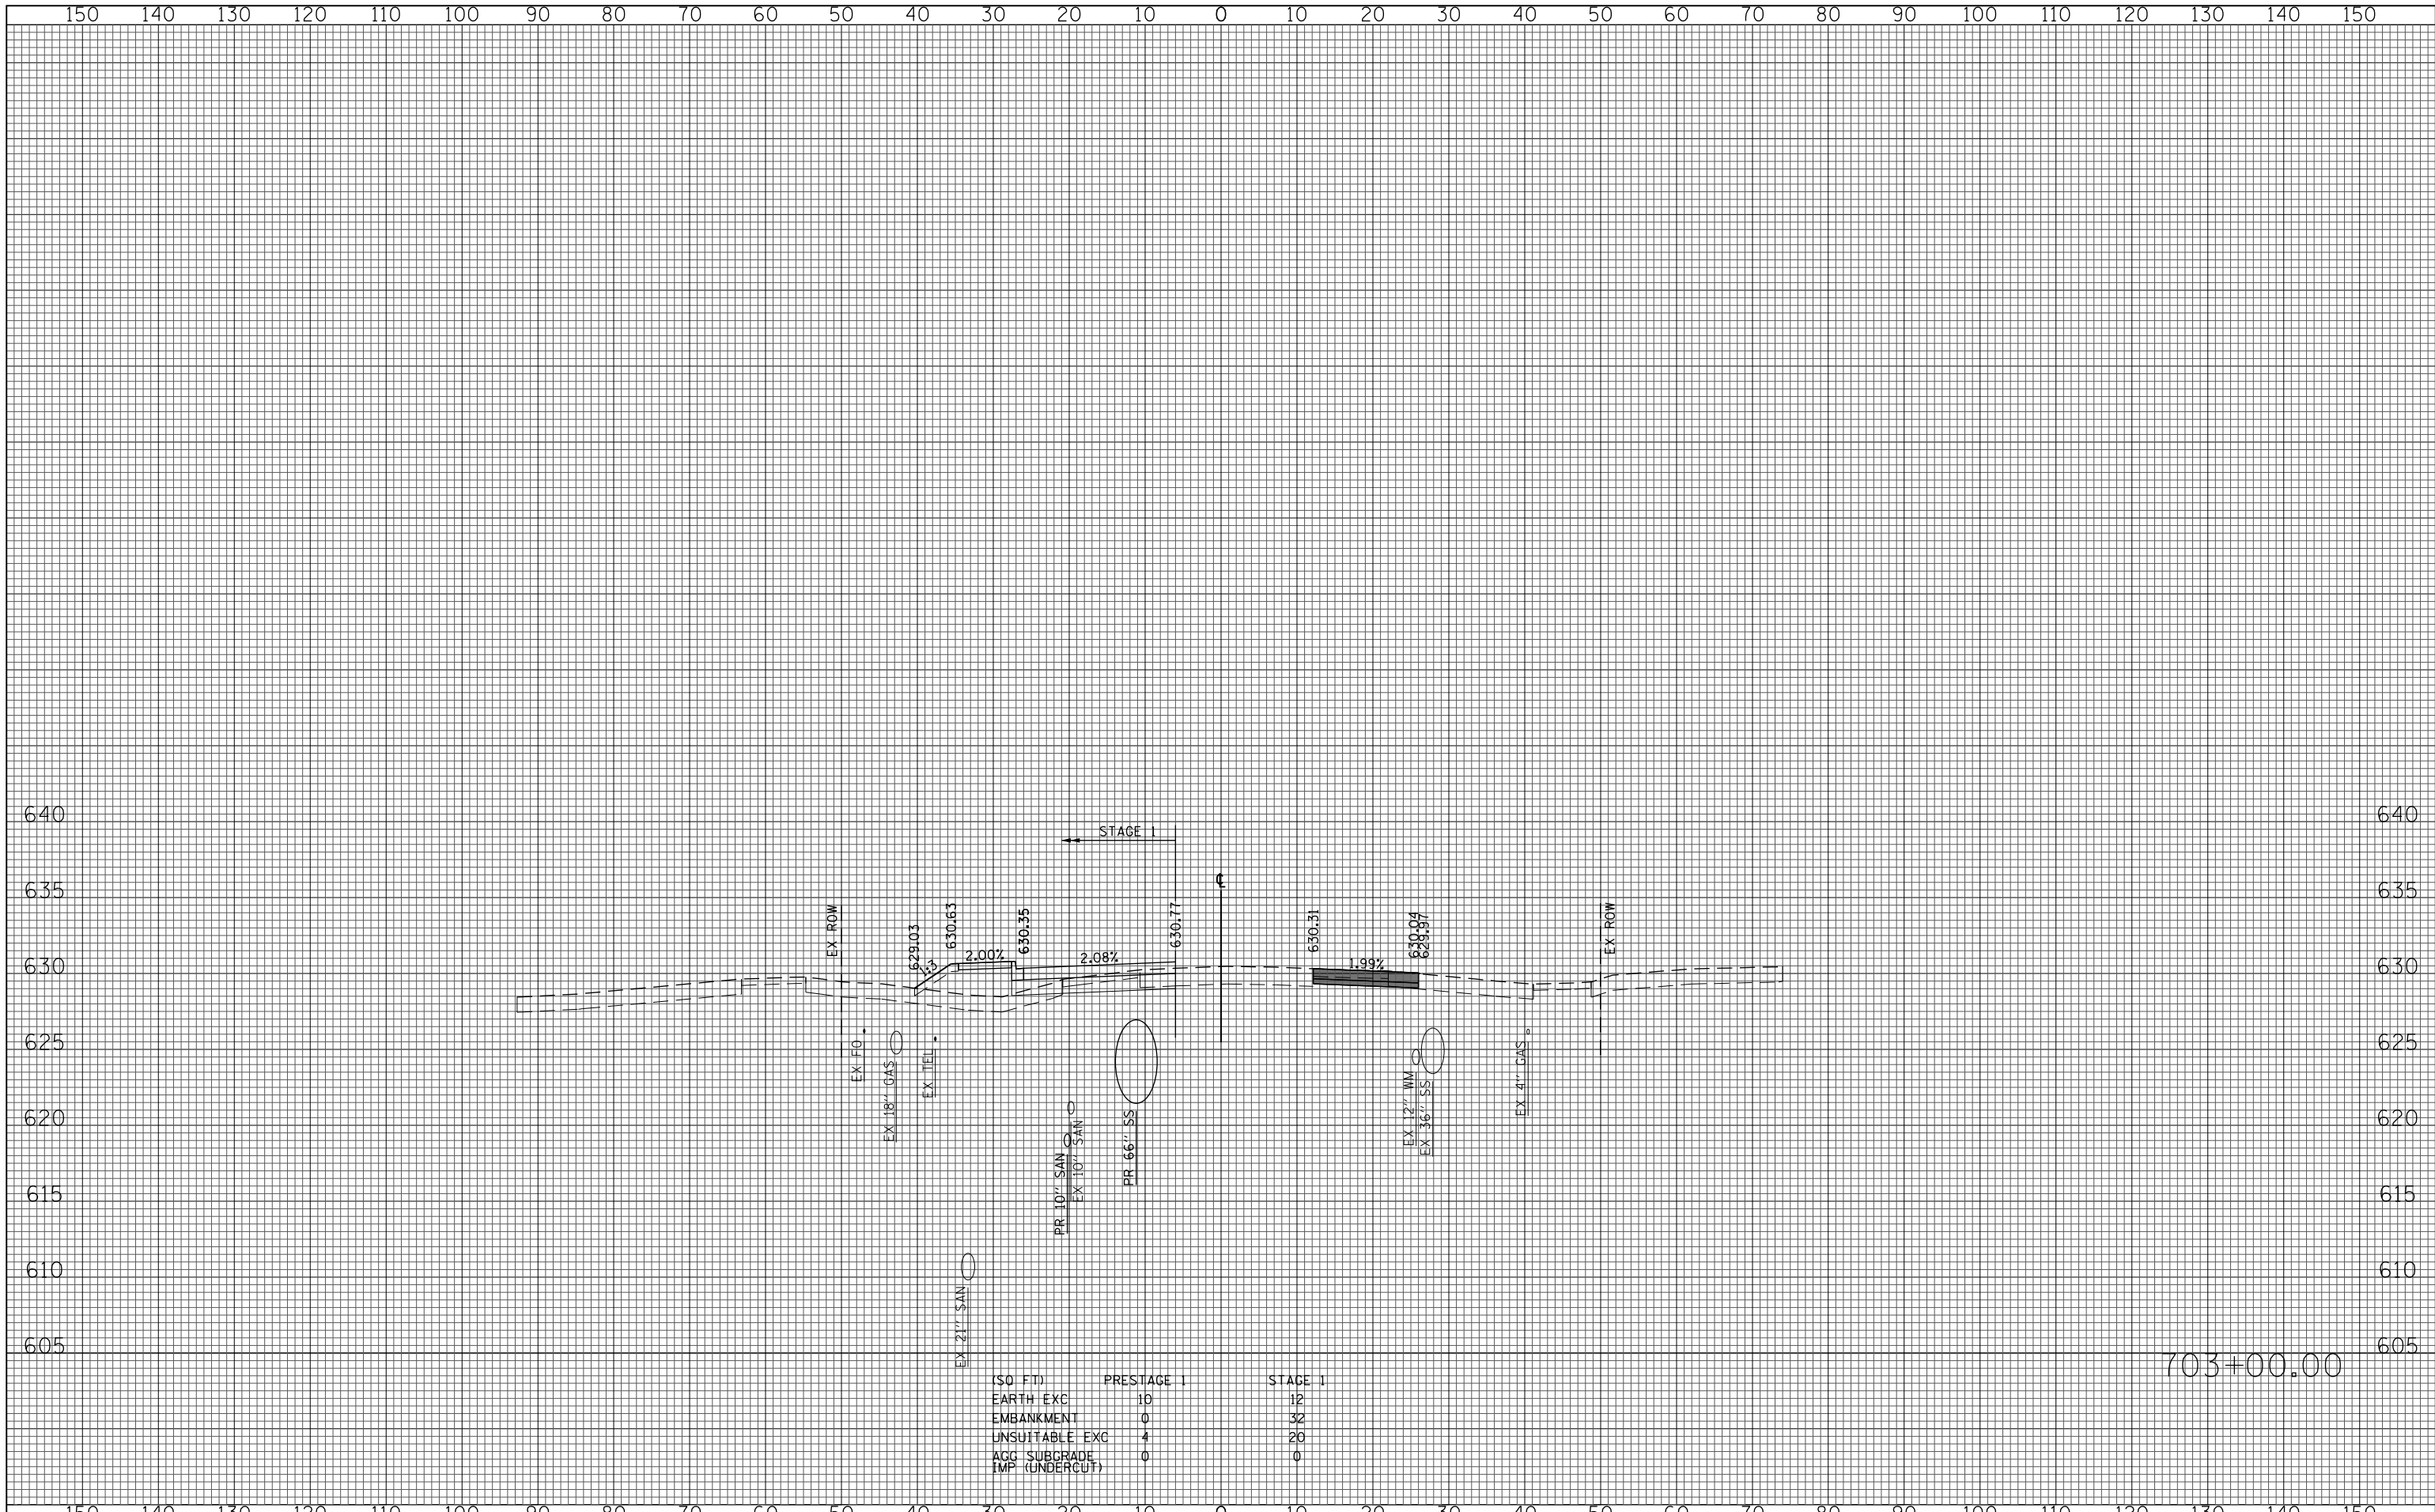 150 140 130 120 110 100 90 80 70 60 50 40 30 20 10 0 10 20 30 40 50 60 70 80 90 100 110 120 130 140 150
640 640
STAGE 1
635 635
℄
EX ROW
629.03
630.63
630.35
630.77
630.31
630.04
629.97
EX ROW
630 630
1:3
2.00%
2.08%
1.99%
625 625
EX FO
EX 18" GAS
EX TEL
EX 12" WM
EX 36" SS
EX 4" GAS
620 620
PR 10" SAN
EX 10" SAN
PR 66" SS
615 615
610 610
EX 21" SAN
605 605
703+00.00
(SQ FT) PRESTAGE 1 STAGE 1
EARTH EXC 10 12
EMBANKMENT 0 32
UNSUITABLE EXC 4 20
AGG SUBGRADE 0 0
IMP (UNDERCUT)
150 140 130 120 110 100 90 80 70 60 50 40 30 20 10 0 10 20 30 40 50 60 70 80 90 100 110 120 130 140 150